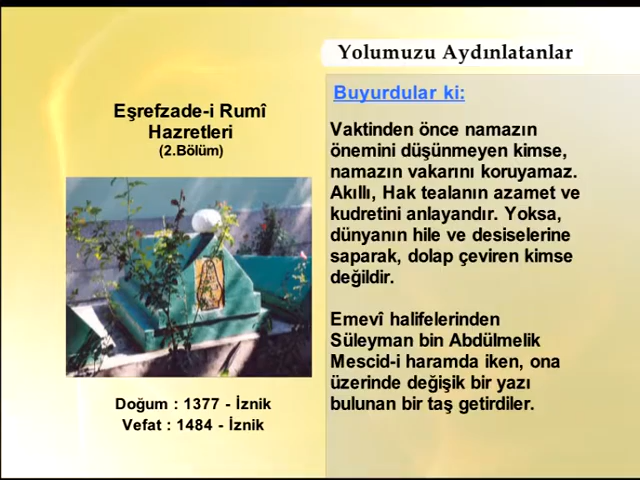 Yolumuzu Aydınlatanlar
Eşrefzade-i Rumî
Hazretleri
(2.Bölüm)
Doğum : 1377 - İznik
Vefat : 1484 - İznik
Buyurdular ki:
Vaktinden önce namazın
önemini düşünmeyen kimse,
namazın vakarını koruyamaz.
Akıllı, Hak tealanın azamet ve
kudretini anlayandır. Yoksa,
dünyanın hile ve desiselerine
saparak, dolap çeviren kimse
değildir.
Emevî halifelerinden
Süleyman bin Abdülmelik
Mescid-i haramda iken, ona
üzerinde değişik bir yazı
bulunan bir taş getirdiler.